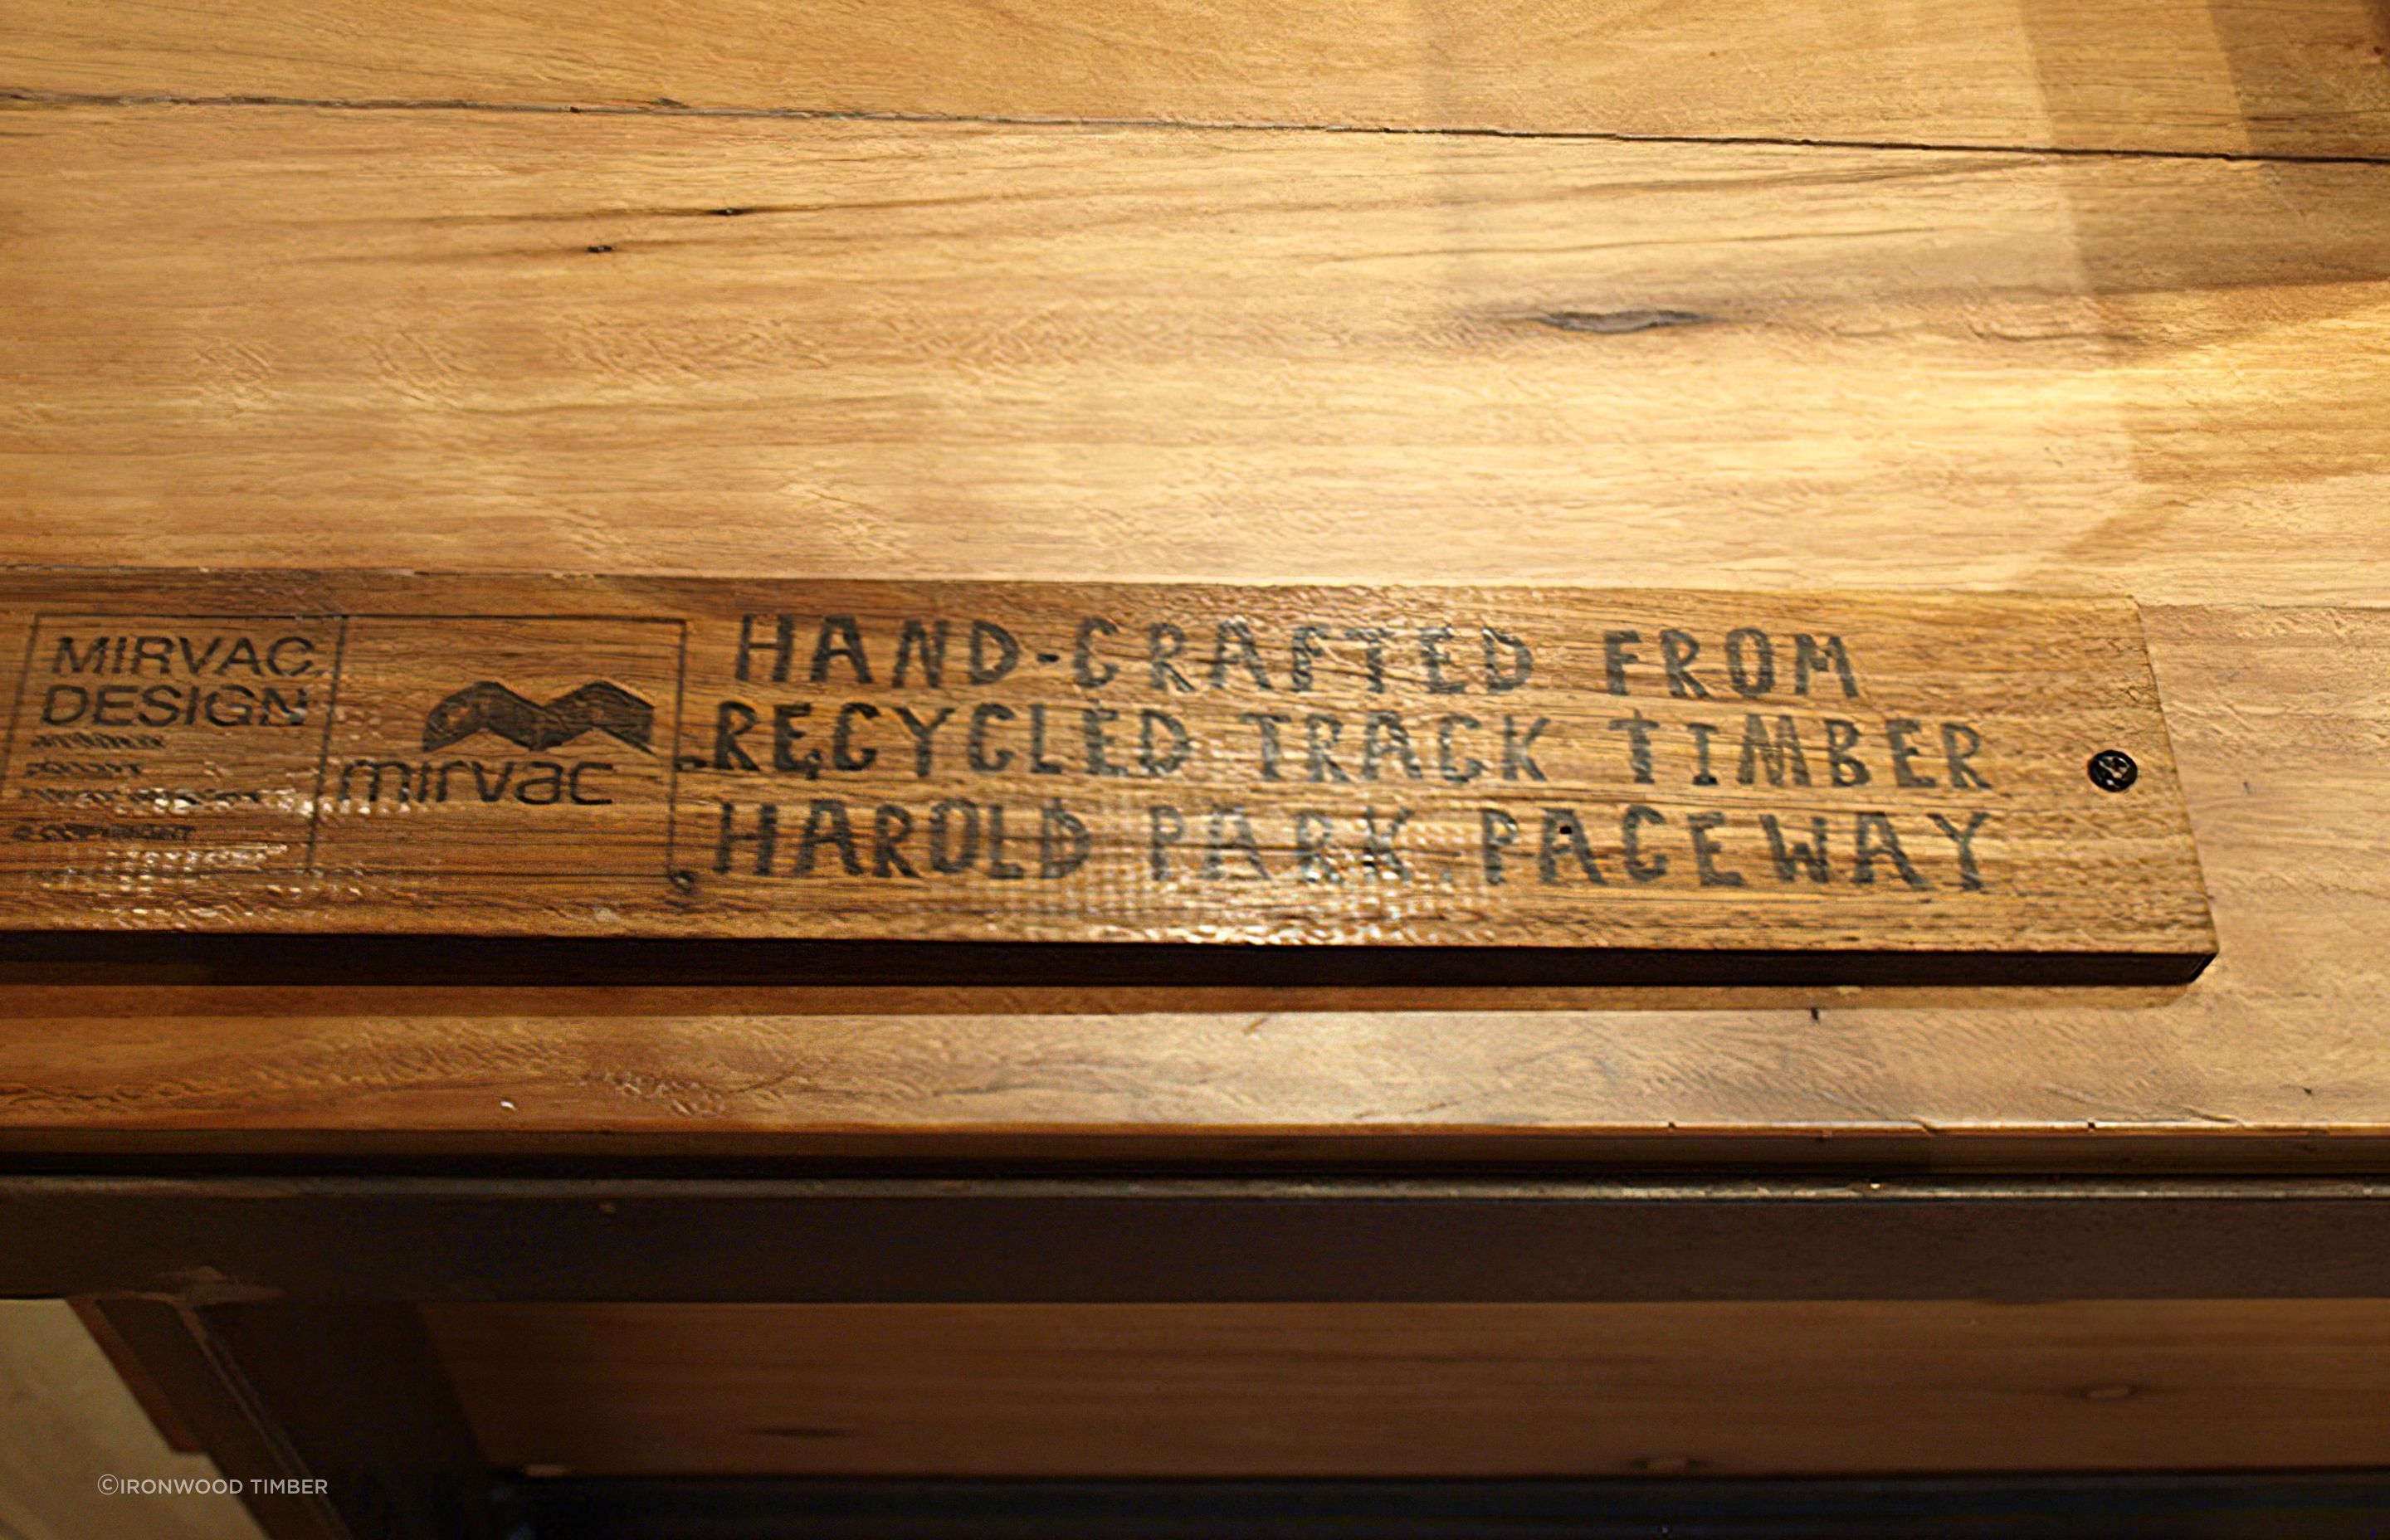 MIRVAC
DESIGN
mirvac
HAND-CRAFTED FROM
RECYCLED TRACK TIMBER
HAROLD PARK PACEWAY
©IRONWOOD TIMBER